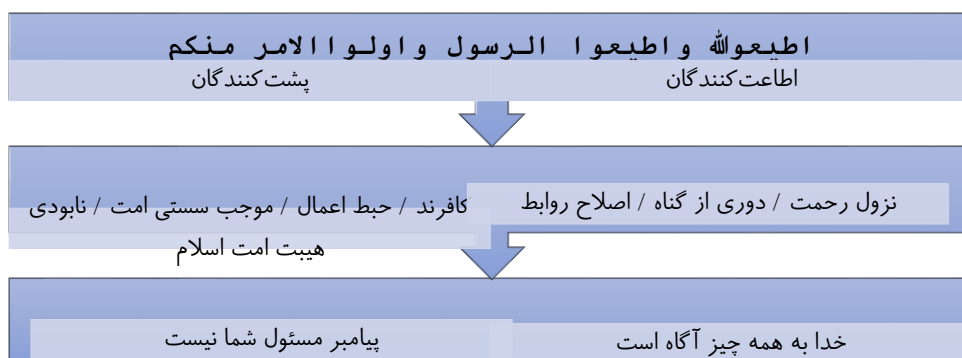 اطیعوالله واطیعوا الرسول واولواالامر منکم
اطاعت‌کنندگان
پشت‌کنندگان
نزول رحمت / دوری از گناه / اصلاح روابط
کافرند / حبط اعمال / موجب سستی امت / نابودی
هیبت امت اسلام
خدا به همه چیز آگاه است
پیامبر مسئول شما نیست